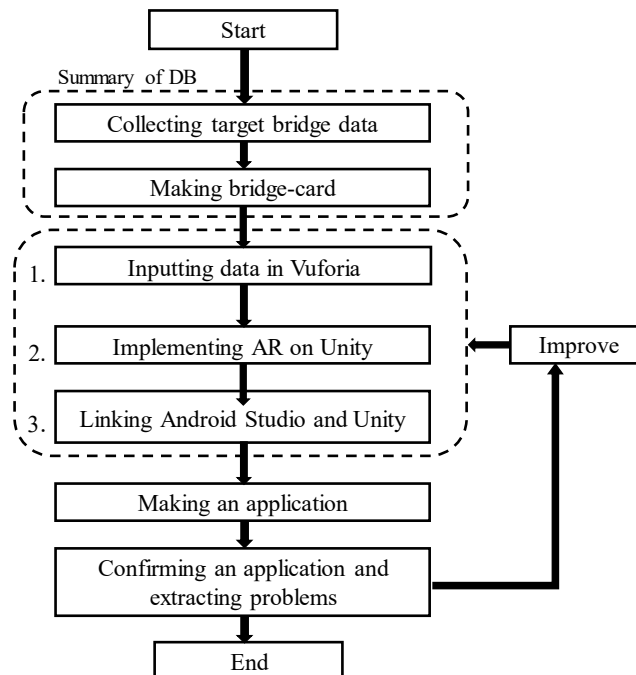 Start
Summary of DB
Collecting target bridge data
Making bridge-card
1. Inputting data in Vuforia
2. Implementing AR on Unity
Improve
3. Linking Android Studio and Unity
Making an application
Confirming an application and
extracting problems
End